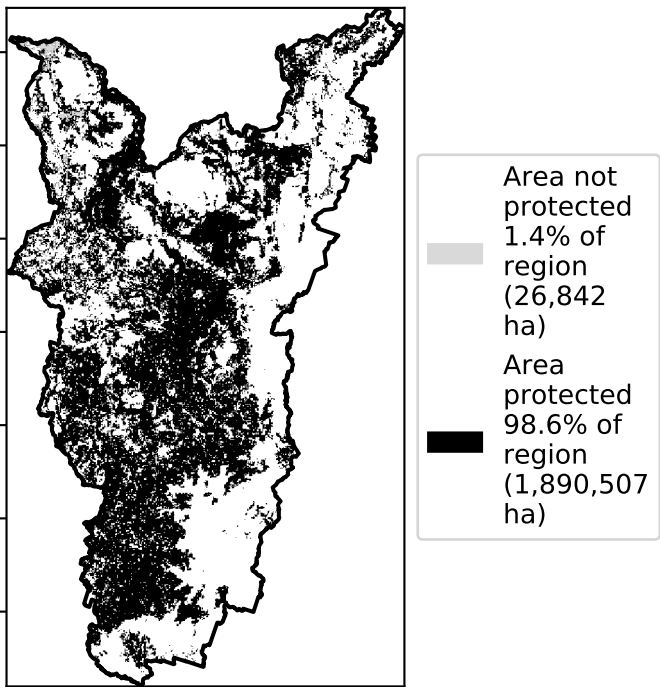 Area not
protected
1.4% of
region
(26,842
ha)
Area
protected
98.6% of
region
(1,890,507
ha)